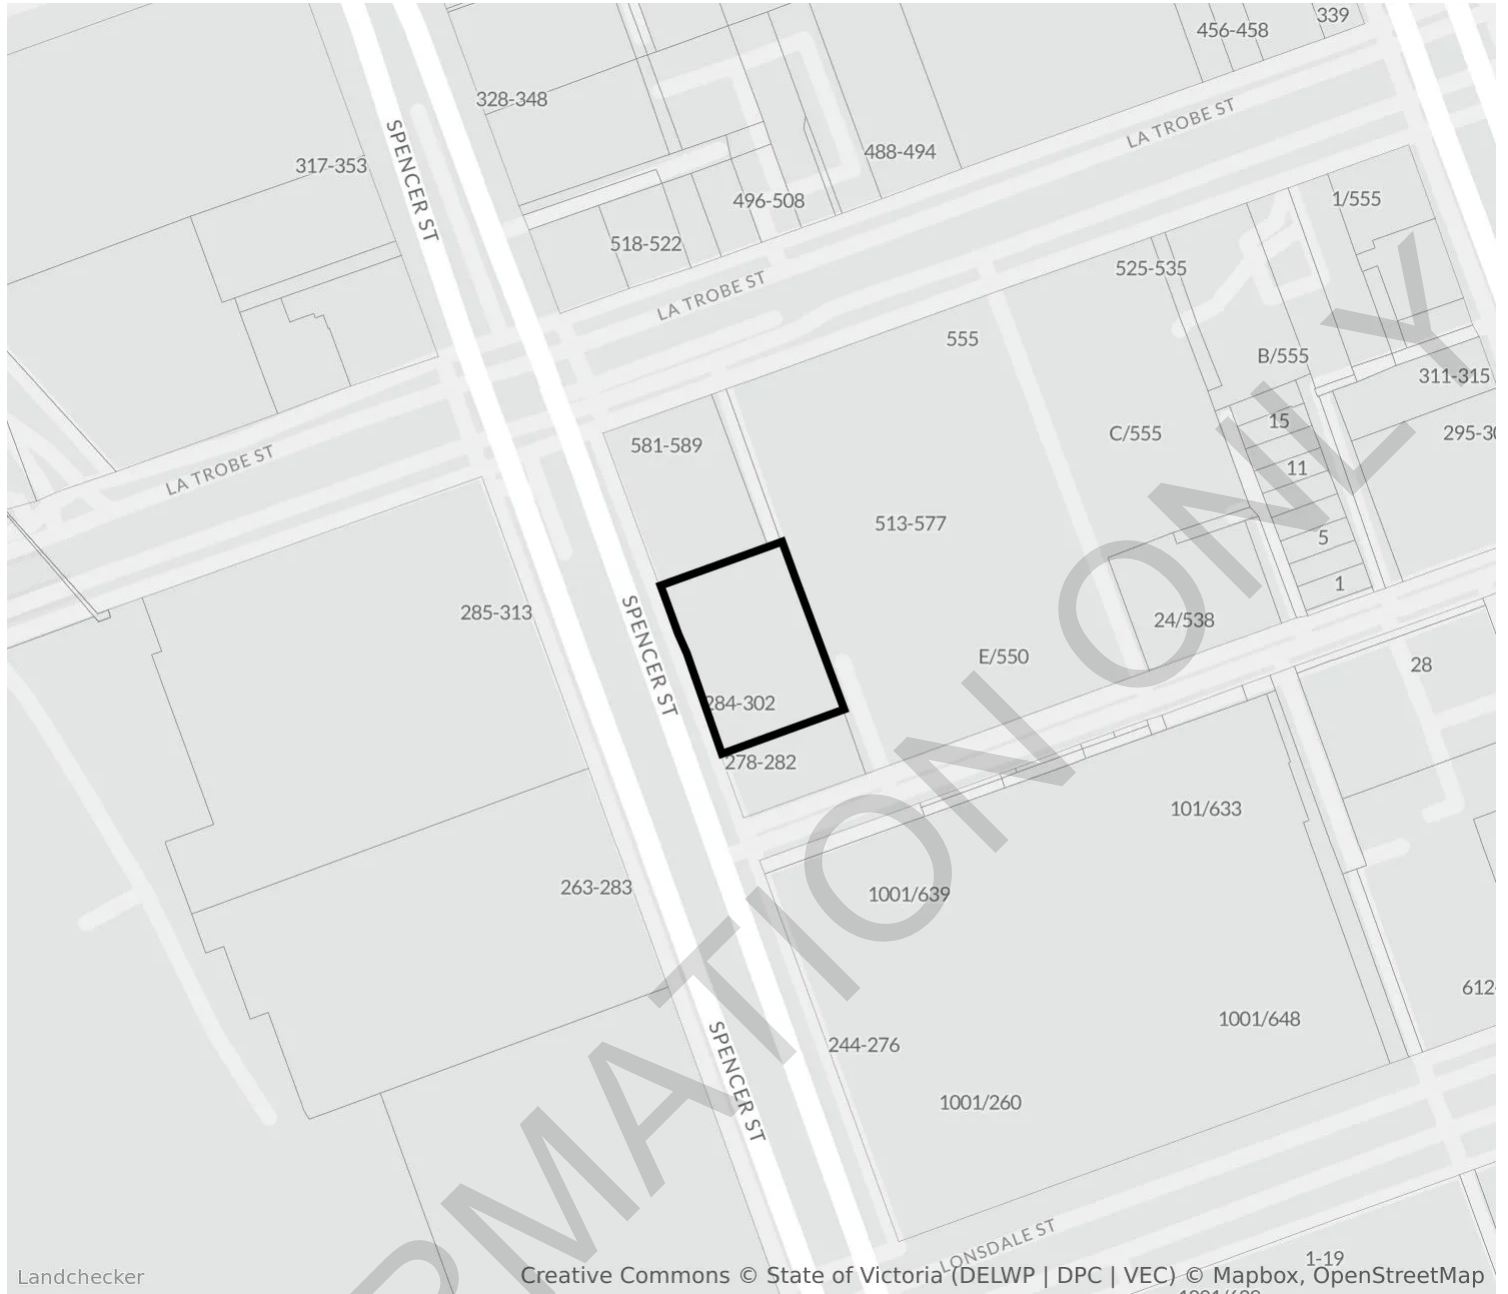 339
456-458
328-348
LA TROBE ST
SPENCER ST
488-494
317-353
1/555
496-508
518-522
525-535
LA TROBE ST
555
B/555
311-315
15
581-589
C/555
295-30
LA TROBE ST
11
513-577
5
1
285-313
24/538
SPENCER ST
E/550
28
284-302
278-282
101/633
263-283
1001/639
612-
1001/648
244-276
SPENCER ST
1001/260
LONSDALE ST
1-19
RMATION ONLY
Landchecker
Creative Commons © State of Victoria (DELWP | DPC | VEC) © Mapbox, OpenStreetMap